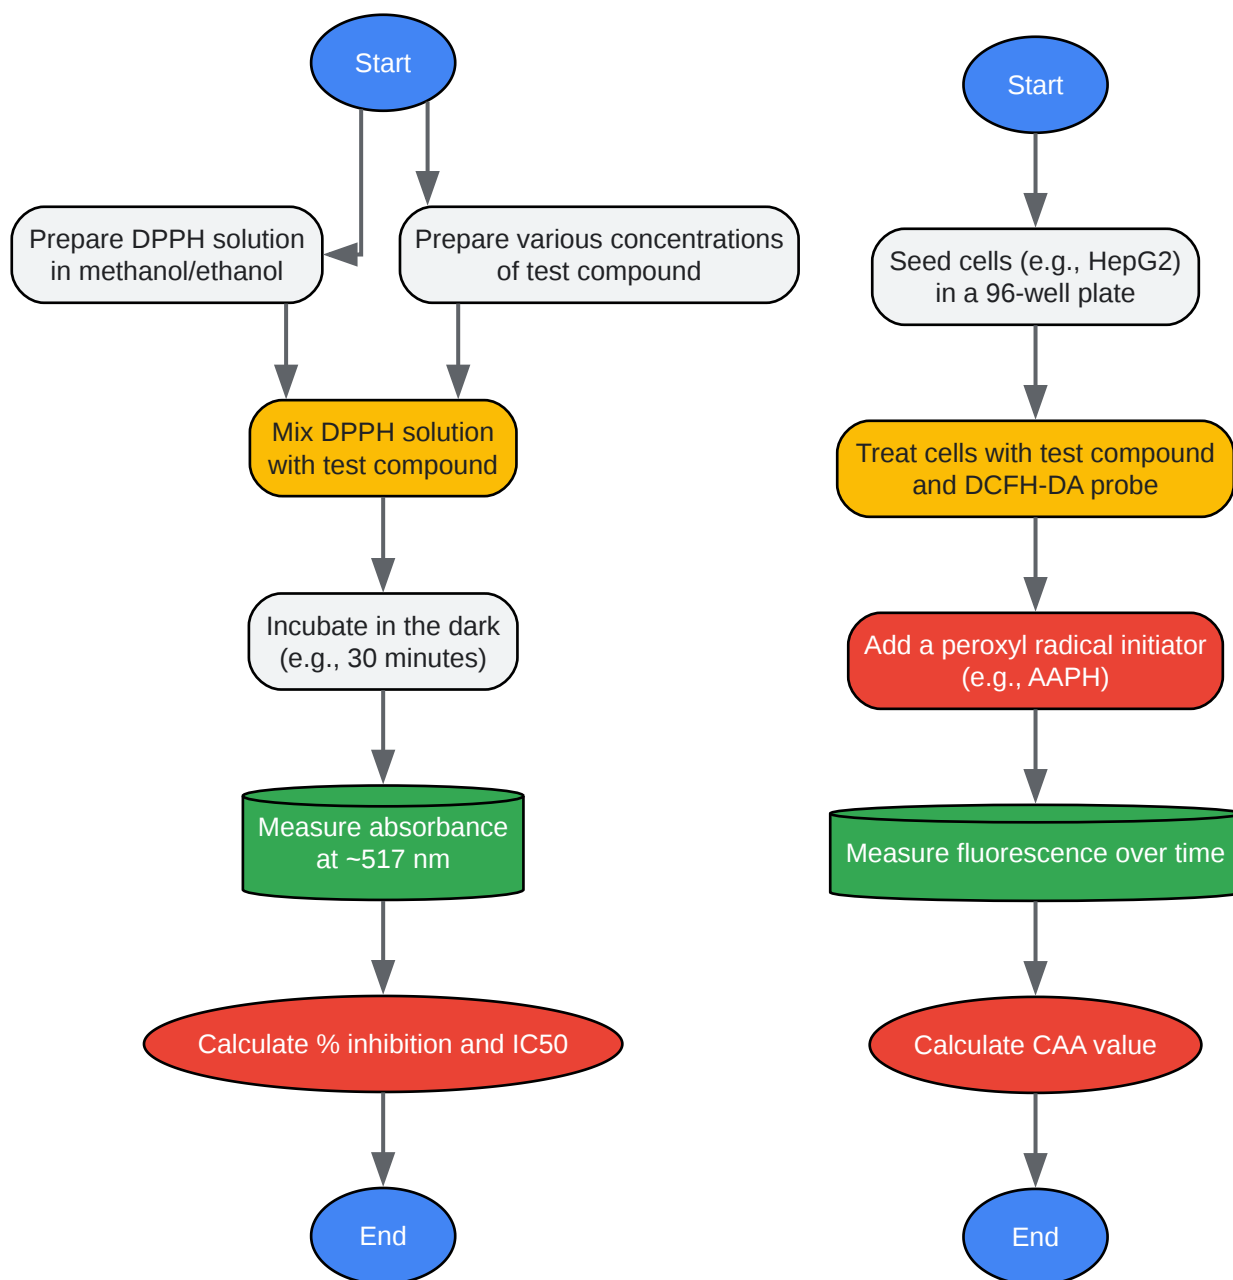 Start
Prepare DPPH solution
in methanol/ethanol
Prepare various concentrations
of test compound
Mix DPPH solution
with test compound
Incubate in the dark
(e.g., 30 minutes)
Measure absorbance
at ~517 nm
Calculate % inhibition and IC50
End
Start
Seed cells (e.g., HepG2)
in a 96-well plate
Treat cells with test compound
and DCFH-DA probe
Add a peroxyl radical initiator
(e.g., AAPH)
Measure fluorescence over time
Calculate CAA value
End